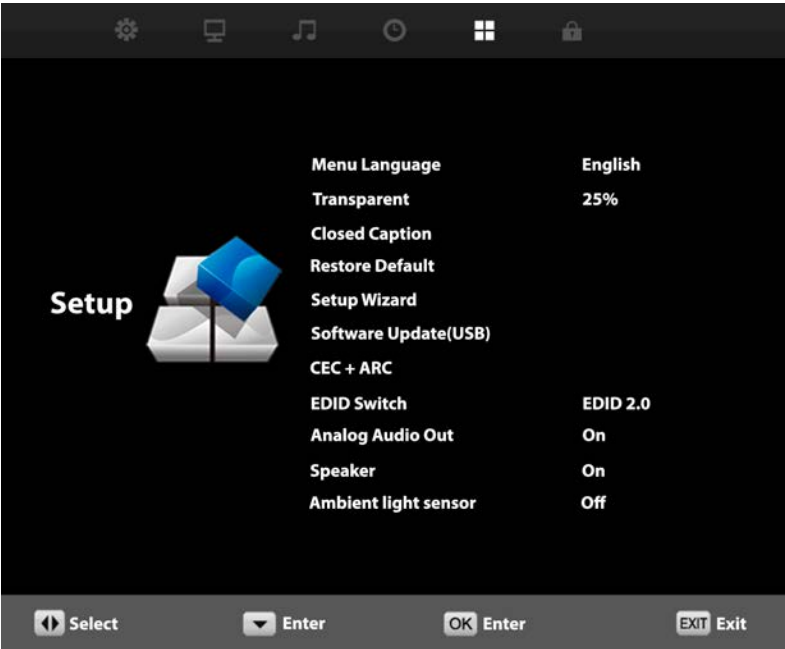 Menu Language English
Transparent 25%
Closed Caption
Restore Default
Setup
Setup Wizard
Software Update(USB)
CEC + ARC
EDID Switch EDID 2.0
Analog Audio Out On
Speaker On
Ambient light sensor Off
Select Enter OK Enter EXIT Exit